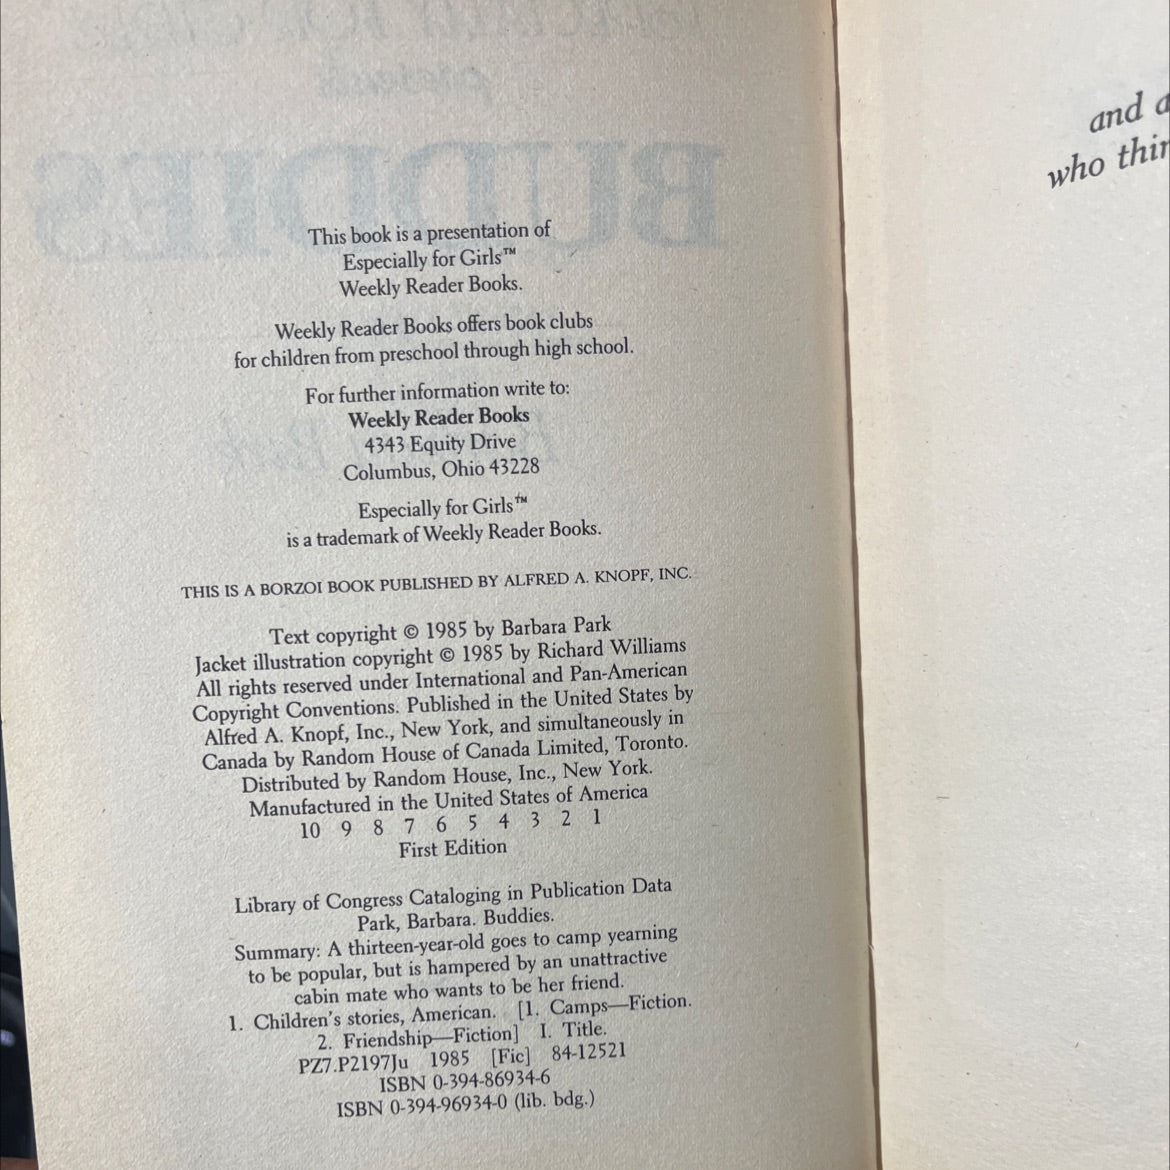 This book is a presentation of
Especially for Girls™
Weekly Reader Books.
Weekly Reader Books offers book clubs
for children from preschool through high school.
For further information write to:
Weekly Reader Books
4343 Equity Drive
Columbus, Ohio 43228
Especially for Girls™
is a trademark of Weekly Reader Books.
THIS IS A BORZOI BOOK PUBLISHED BY ALFRED A. KNOPF, INC.
Text copyright © 1985 by Barbara Park
Jacket illustration copyright © 1985 by Richard Williams
All rights reserved under International and Pan-American
Copyright Conventions. Published in the United States by
Alfred A. Knopf, Inc., New York, and simultaneously in
Canada by Random House of Canada Limited, Toronto.
Distributed by Random House, Inc., New York.
Manufactured in the United States of America
10 9 8 7 6 5 4 3 2 1
First Edition
Library of Congress Cataloging in Publication Data
Park, Barbara. Buddies.
Summary: A thirteen-year-old goes to camp yearning
to be popular, but is hampered by an unattractive
cabin mate who wants to be her friend.
1. Children's stories, American. [1. Camps—Fiction.
2. Friendship—Fiction] I. Title.
PZ7.P2197Ju 1985 [Fic] 84-12521
ISBN 0-394-86934-6
ISBN 0-394-96934-0 (lib. bdg.)
and
who